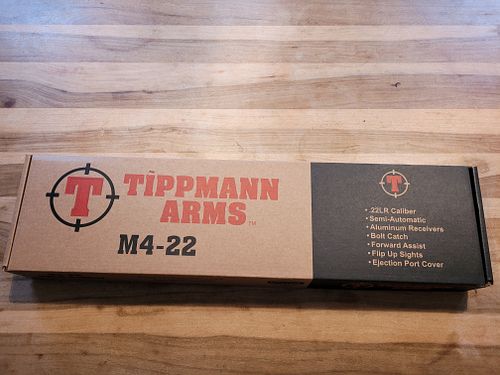 T
TIPPMANN
ARMS™
M4-22
T
• .22LR Caliber
• Semi-Automatic
• Aluminum Receivers
• Bolt Catch
• Forward Assist
• Flip Up Sights
• Ejection Port Cover